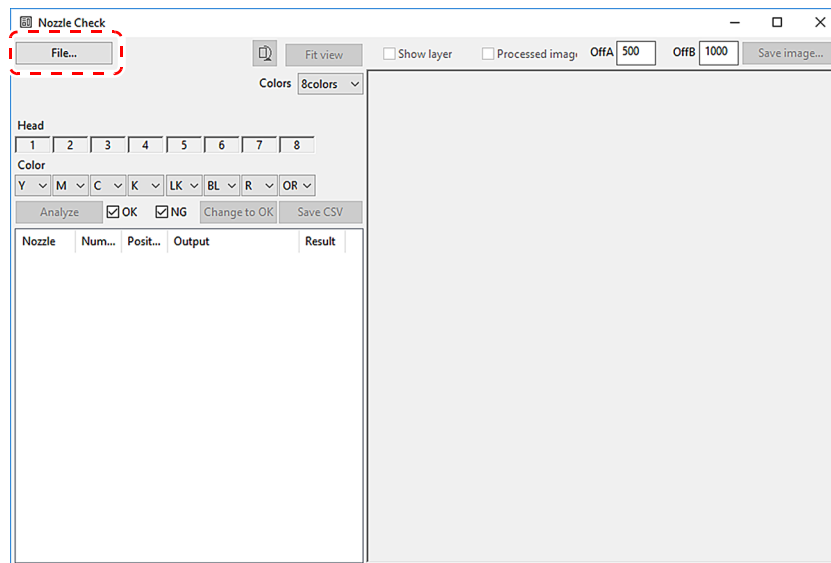 Nozzle Check
File... Fit view Show layer Processed imag OffA 500 OffB 1000 Save image...
Colors 8colors
Head
1 2 3 4 5 6 7 8
Color
Y M C K LK BL R OR
Analyze OK NG Change to OK Save CSV
Nozzle Num... Posit... Output Result